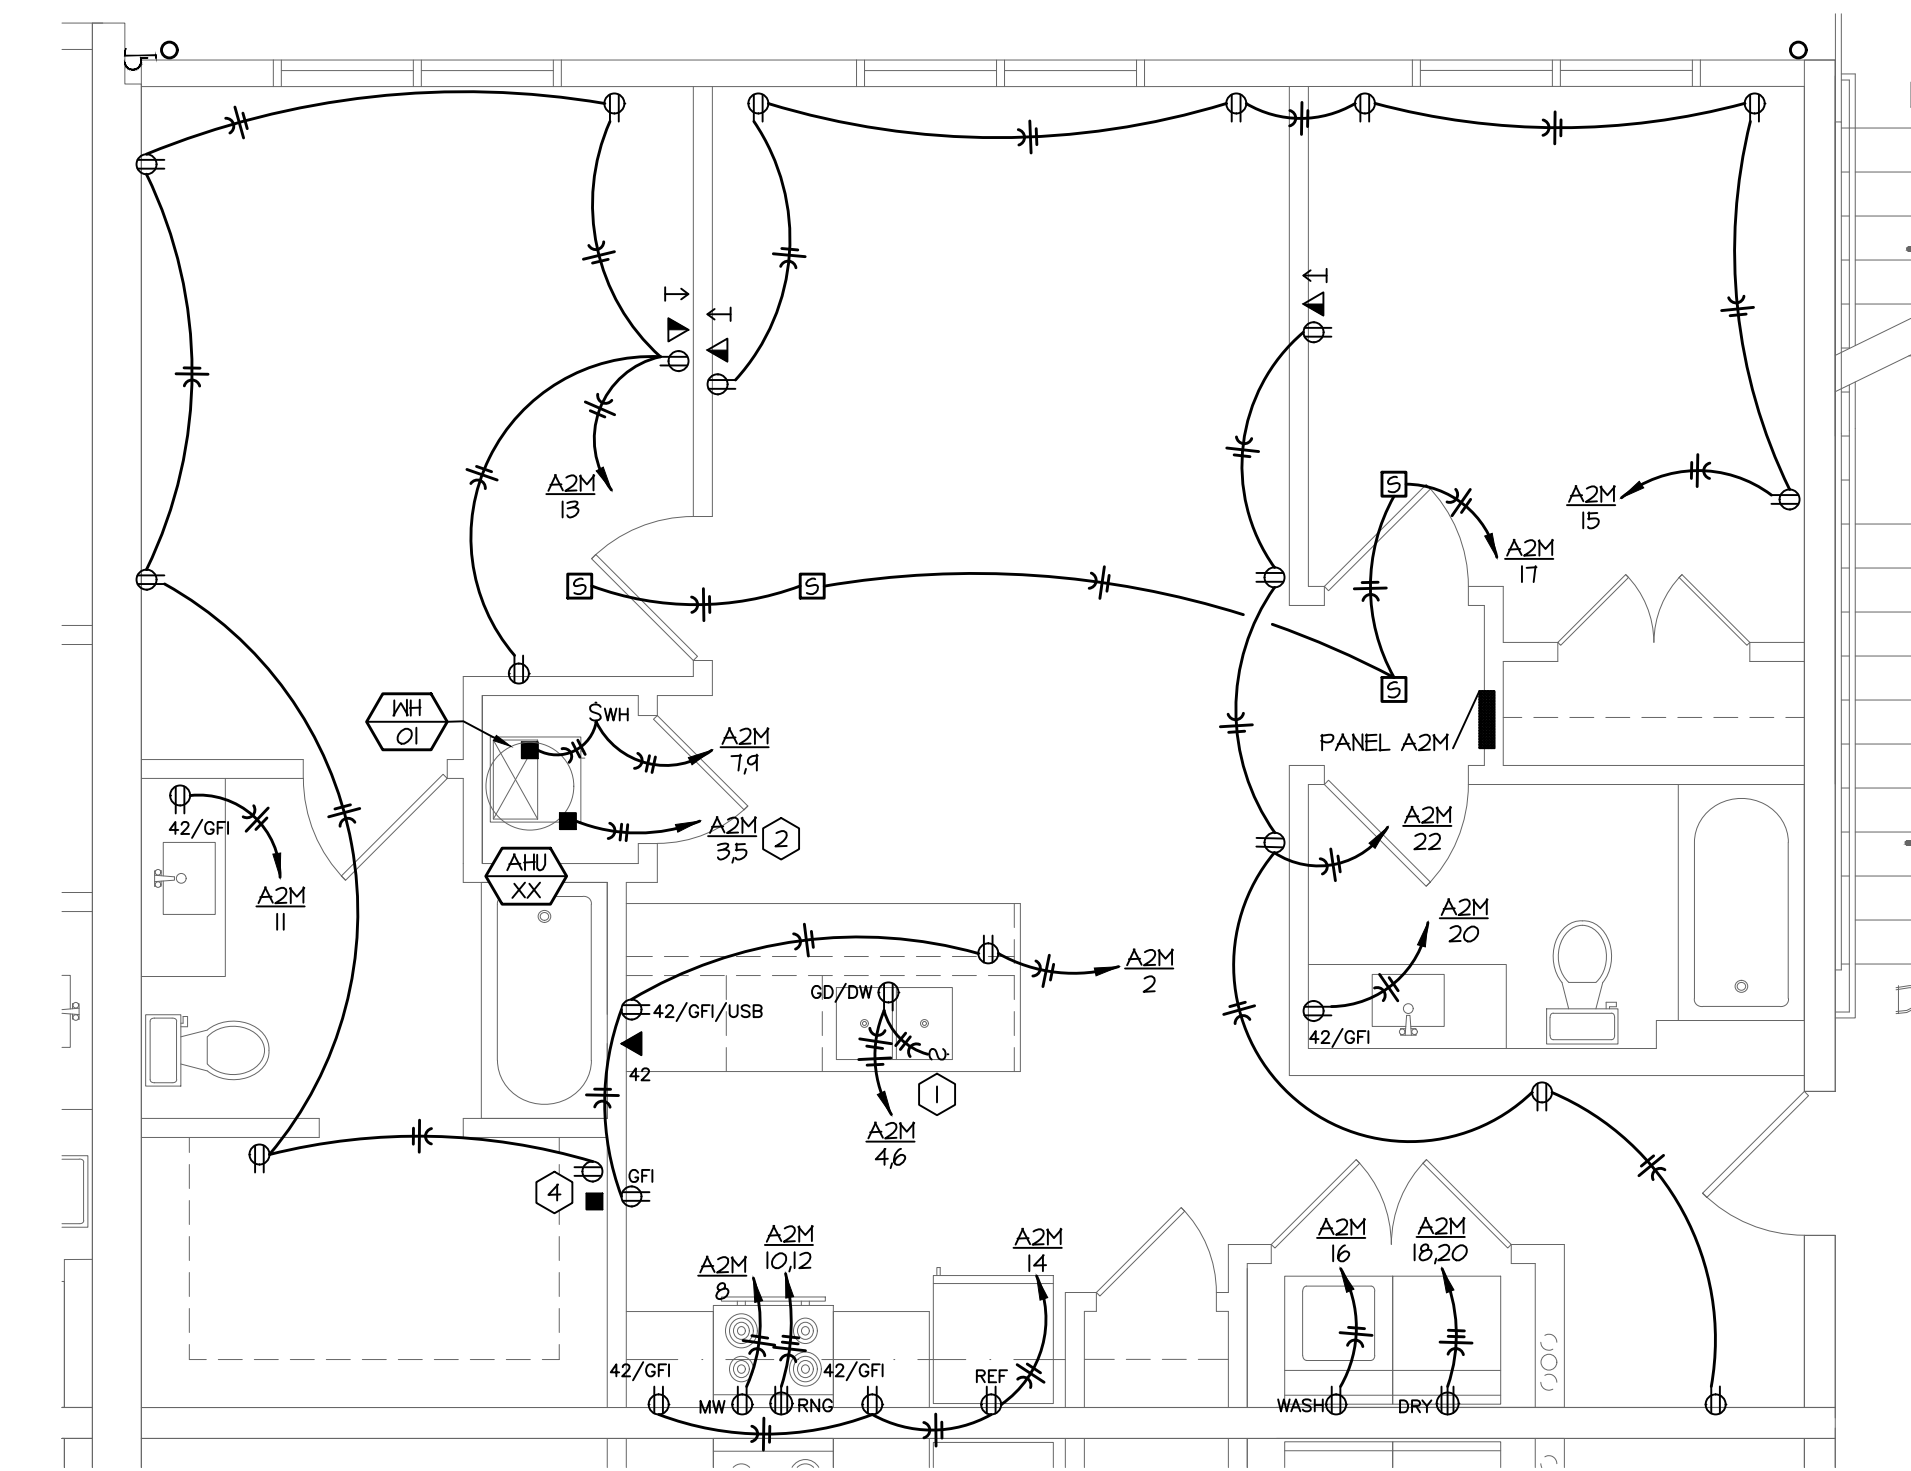 A2M
13
S
A2M
15
A2M
17
S
S
S
WH
01
$WH
A2M
7,9
PANEL A2M
42/GFI
A2M
3,5
2
A2M
22
AHU
XX
A2M
11
A2M
20
A2M
2
GD/DW
42/GFI/USB
42/GFI
42
1
A2M
4,6
GFI
4
A2M
8
A2M
10,12
A2M
14
A2M
16
A2M
18,20
42/GFI
42/GFI
REF
MW
RNG
WASH
DRY